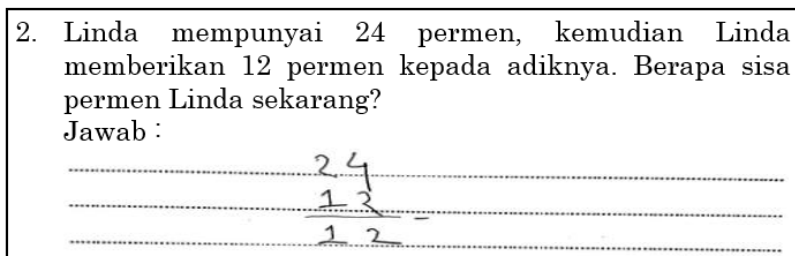 2. Linda mempunyai 24 permen, kemudian Linda
memberikan 12 permen kepada adiknya. Berapa sisa
permen Linda sekarang?
Jawab :
24
12 -
12